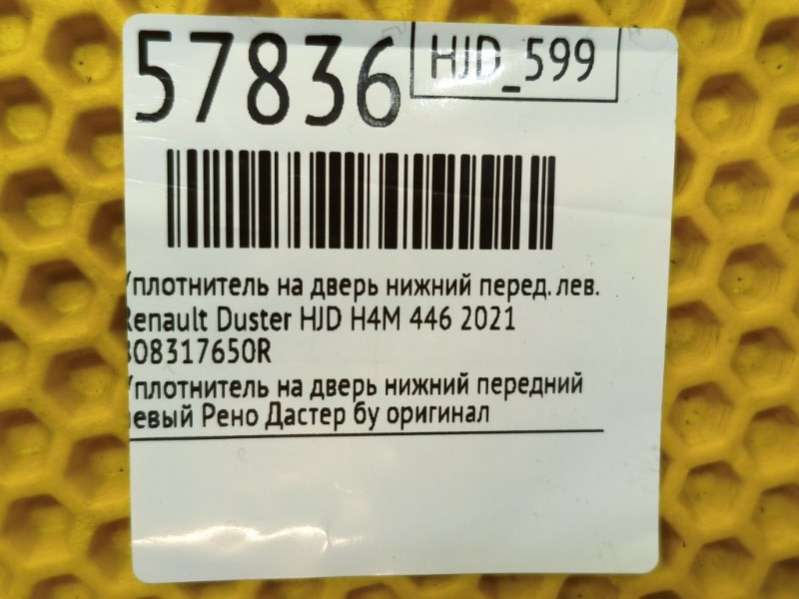 57836
HJD_599
Уплотнитель на дверь нижний перед. лев.
Renault Duster HJD H4M 446 2021
808317650R
Уплотнитель на дверь нижний передний
левый Рено Дастер бу оригинал